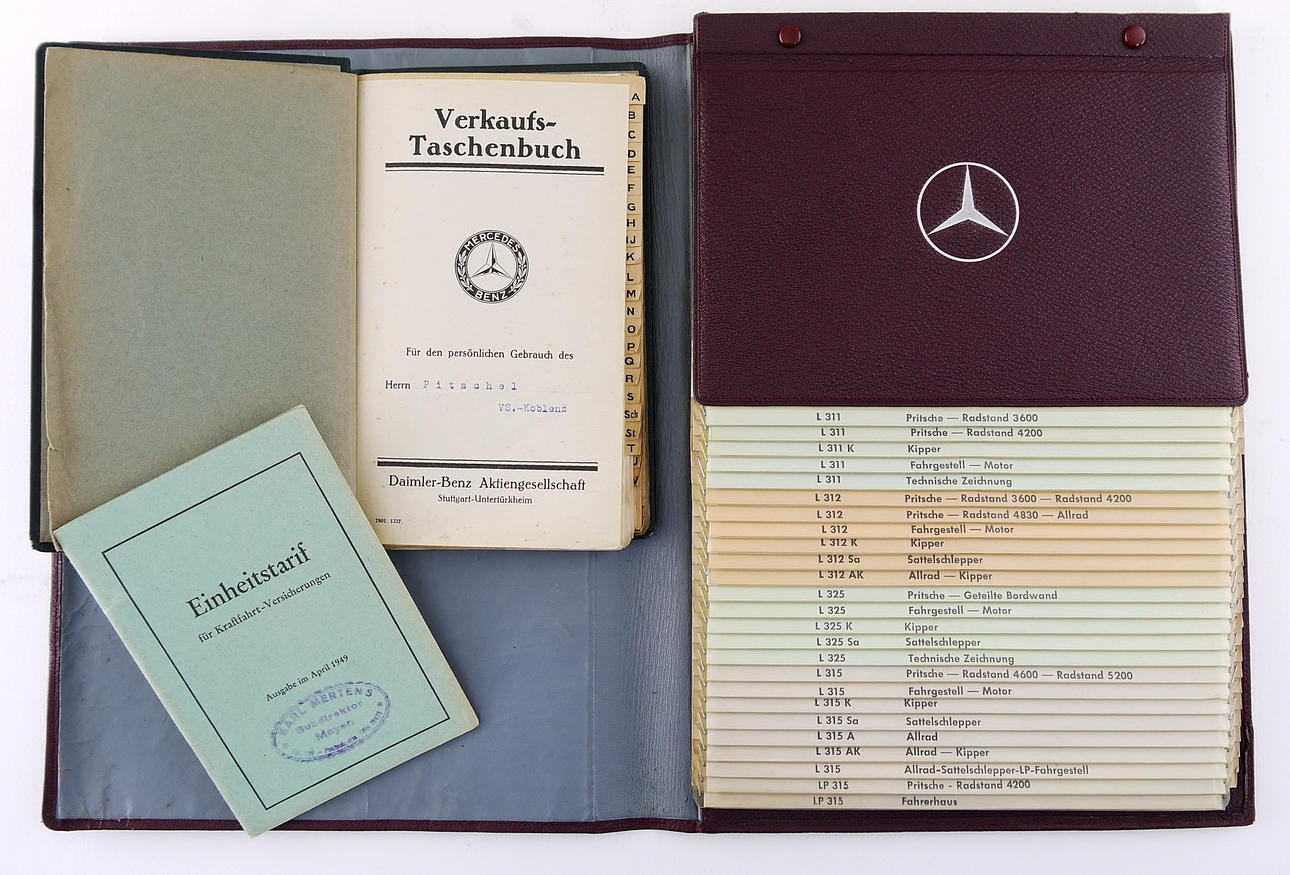 Verkaufs-
Taschenbuch
MERCEDES
BENZ
Für den persönlichen Gebrauch des
Herrn Pitschel
VS.-Koblenz
Daimler-Benz Aktiengesellschaft
Stuttgart-Untertürkheim
7801. 1337.
A
B
C
D
E
F
G
H
IJ
K
L
M
N
O
P
Q
R
S
Sch
St
T
U
W
Einheitstarif
für Kraftfahrt-Versicherungen
Ausgabe im April 1949
KARL MERTENS
Subdirektor
Mayen
L 311 Pritsche — Radstand 3600
L 311 Pritsche — Radstand 4200
L 311 K Kipper
L 311 Fahrgestell — Motor
L 311 Technische Zeichnung
L 312 Pritsche — Radstand 3600 — Radstand 4200
L 312 Pritsche — Radstand 4830 — Allrad
L 312 Fahrgestell — Motor
L 312 K Kipper
L 312 Sa Sattelschlepper
L 312 AK Allrad — Kipper
L 325 Pritsche — Geteilte Bordwand
L 325 Fahrgestell — Motor
L 325 K Kipper
L 325 Sa Sattelschlepper
L 325 Technische Zeichnung
L 315 Pritsche — Radstand 4600 — Radstand 5200
L 315 Fahrgestell — Motor
L 315 K Kipper
L 315 Sa Sattelschlepper
L 315 A Allrad
L 315 AK Allrad — Kipper
L 315 Allrad-Sattelschlepper-LP-Fahrgestell
LP 315 Pritsche - Radstand 4200
LP 315 Fahrerhaus